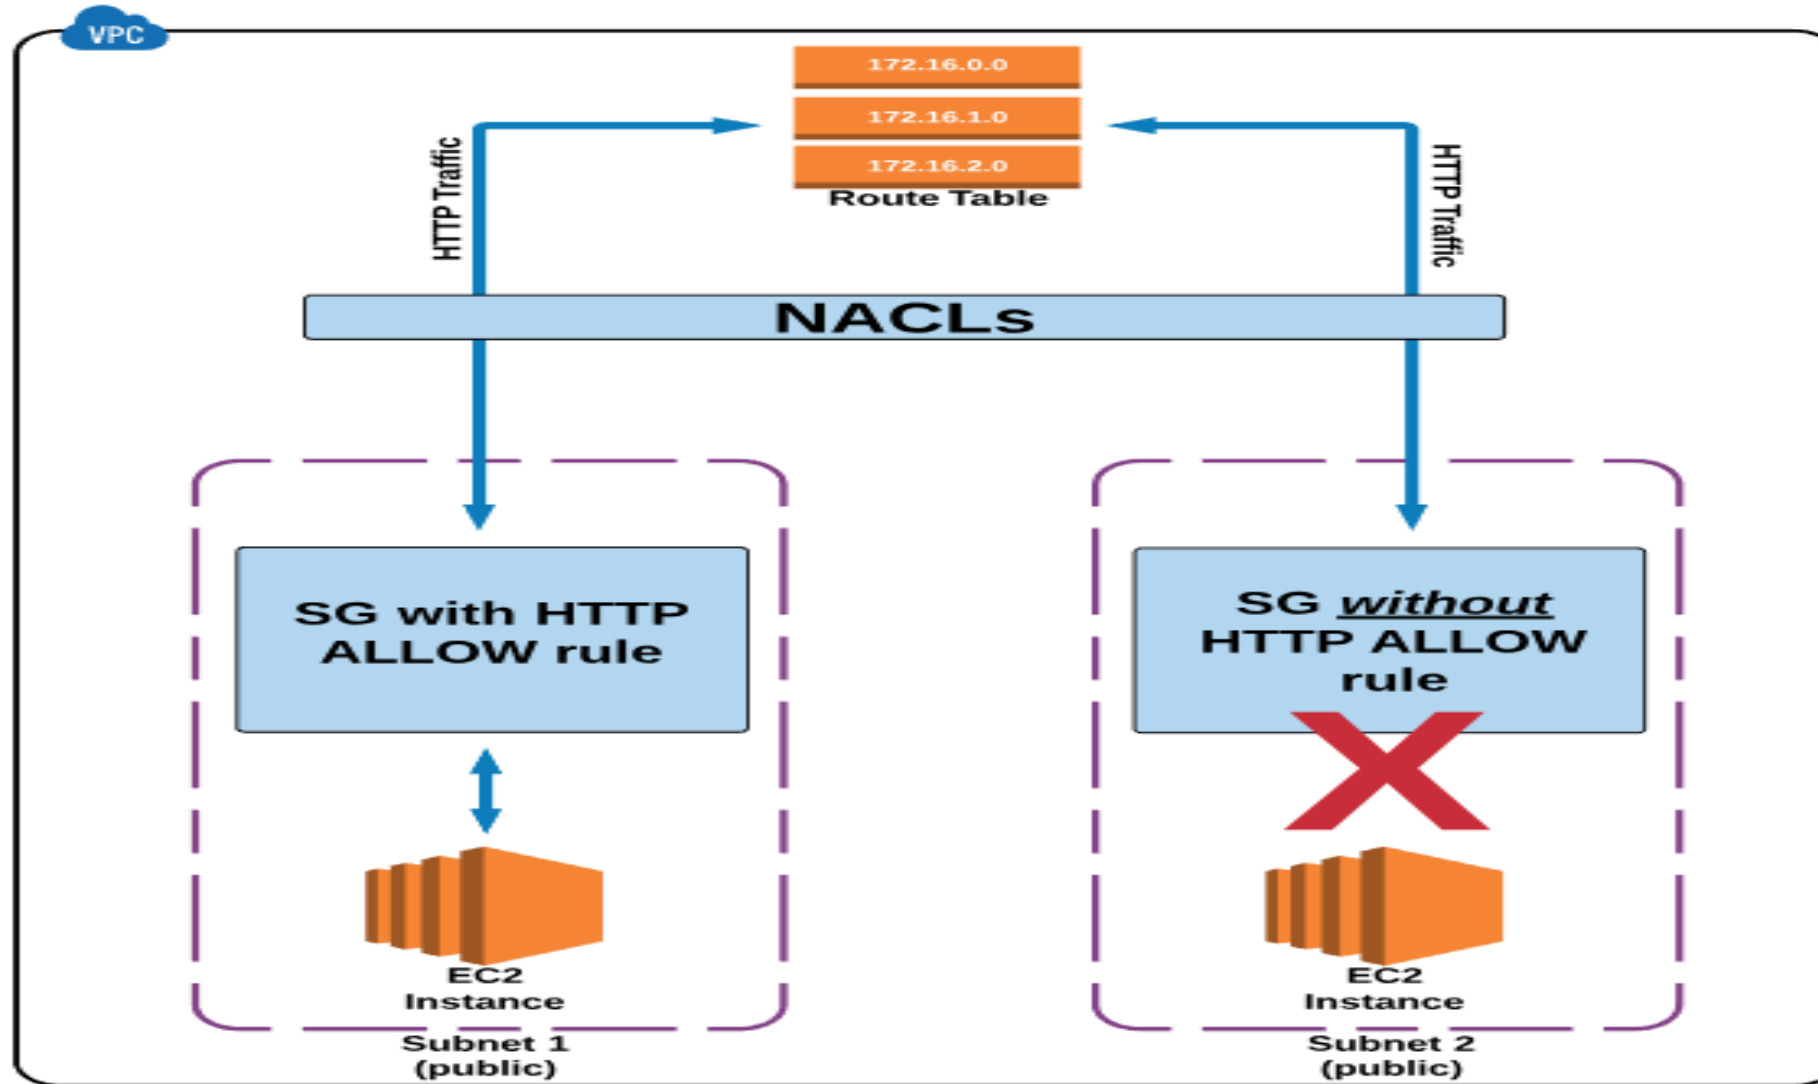 VPC
172.16.0.0
172.16.1.0
172.16.2.0
Route Table
HTTP Traffic
HTTP Traffic
NACLs
SG with HTTP
ALLOW rule
SG without
HTTP ALLOW
rule
EC2
Instance
EC2
Instance
Subnet 1
(public)
Subnet 2
(public)